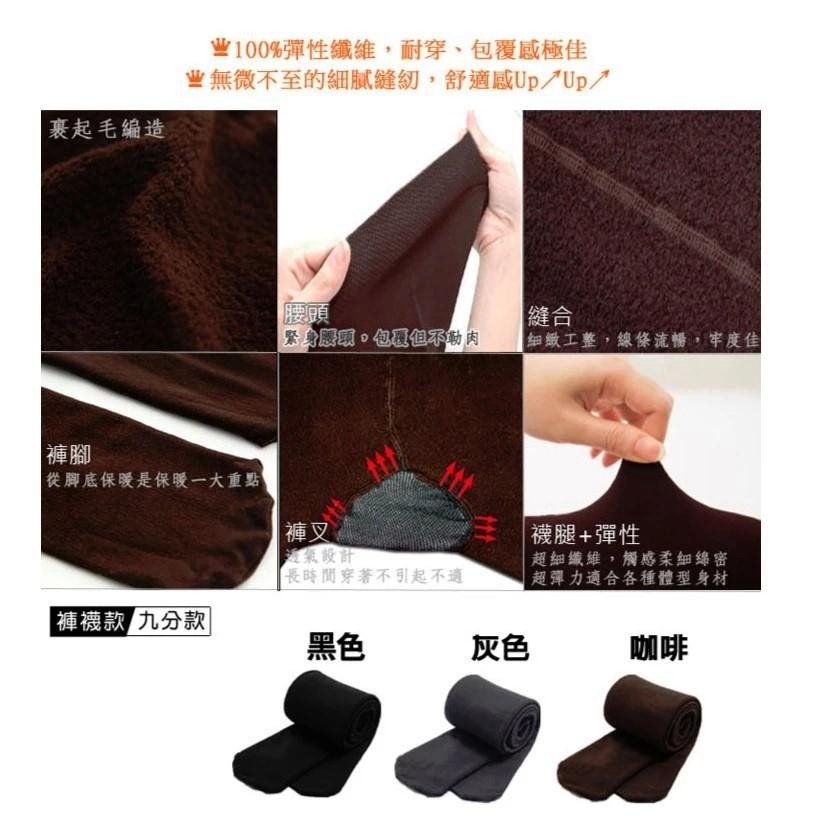 100%彈性纖維，耐穿、包覆感極佳
無微不至的細膩縫紉，舒適感Up↗Up↗
裹起毛編造
腰頭
緊身腰頭，包覆但不勒肉
縫合
細緻工整，線條流暢，牢度佳
褲腳
從腳底保暖是保暖一大重點
褲叉
透氣設計
長時間穿著不引起不適
襪腿+彈性
超細纖維，觸感柔細綿密
超彈力適合各種體型身材
褲襪款 九分款
黑色
灰色
咖啡